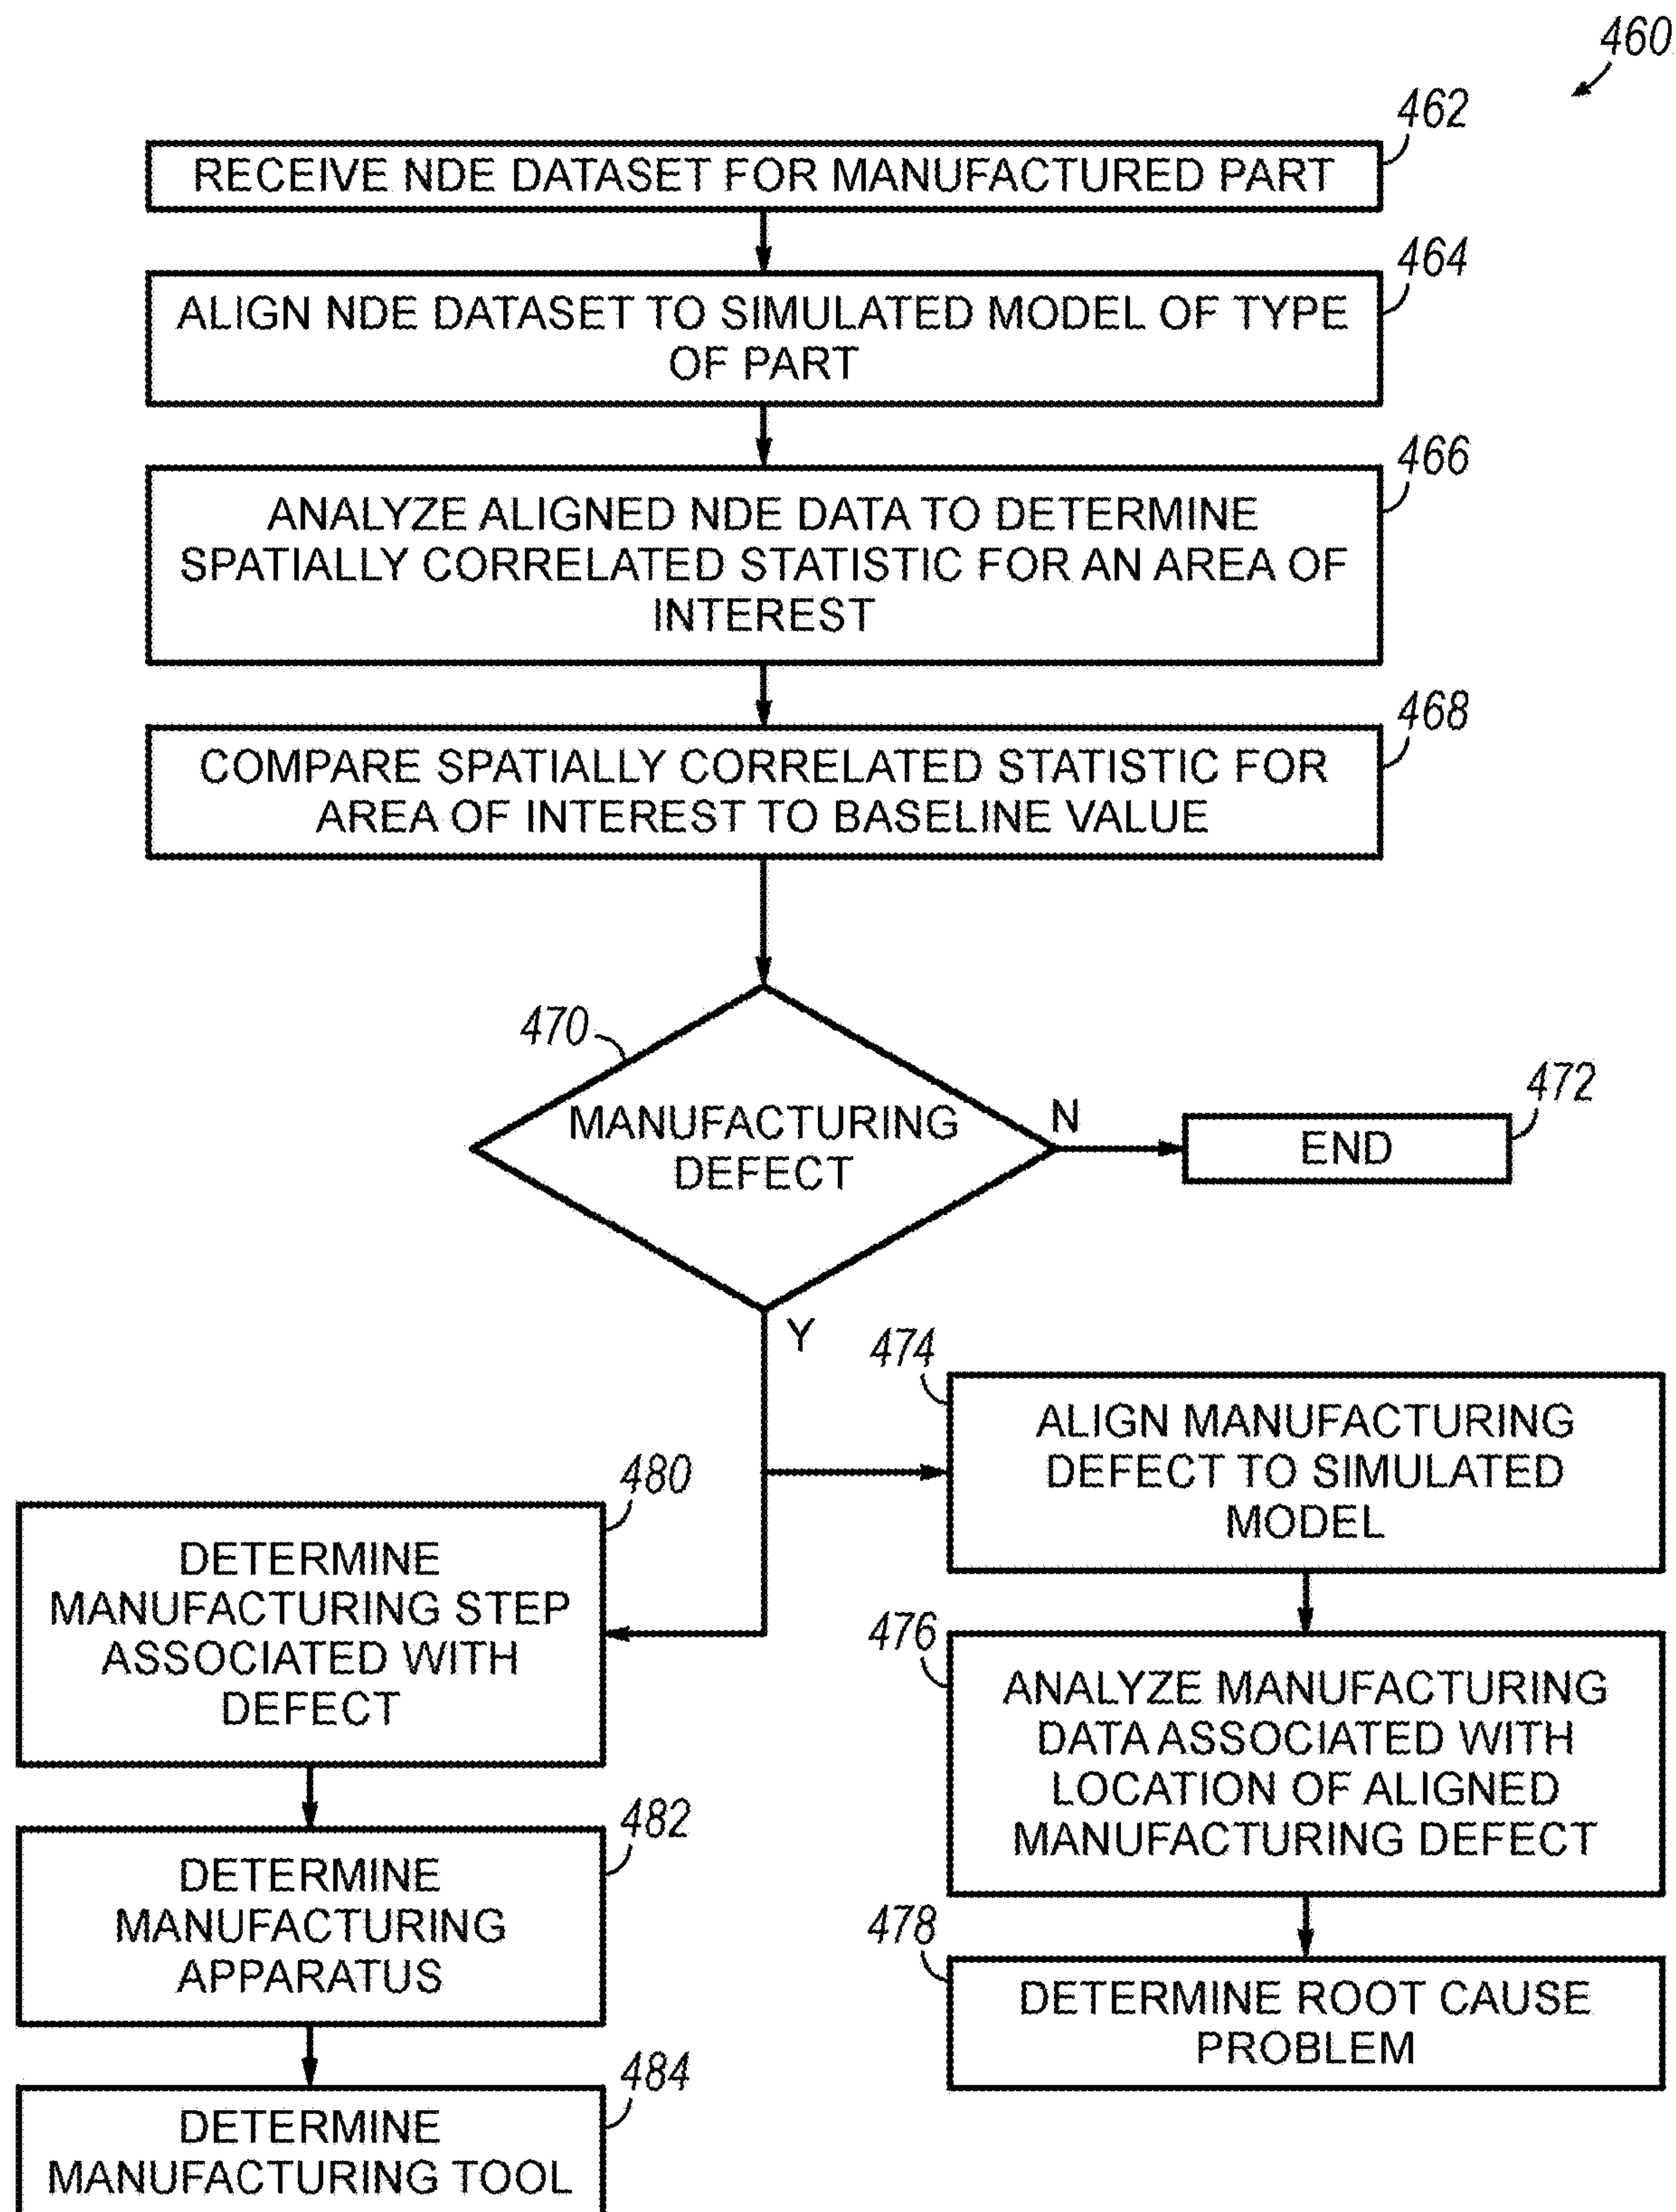 460
462
RECEIVE NDE DATASET FOR MANUFACTURED PART
464
ALIGN NDE DATASET TO SIMULATED MODEL OF TYPE
OF PART
466
ANALYZE ALIGNED NDE DATA TO DETERMINE
SPATIALLY CORRELATED STATISTIC FOR AN AREA OF
INTEREST
468
COMPARE SPATIALLY CORRELATED STATISTIC FOR
AREA OF INTEREST TO BASELINE VALUE
470
MANUFACTURING
DEFECT
N
472
END
Y
474
ALIGN MANUFACTURING
DEFECT TO SIMULATED
MODEL
476
ANALYZE MANUFACTURING
DATA ASSOCIATED WITH
LOCATION OF ALIGNED
MANUFACTURING DEFECT
478
DETERMINE ROOT CAUSE
PROBLEM
480
DETERMINE
MANUFACTURING STEP
ASSOCIATED WITH
DEFECT
482
DETERMINE
MANUFACTURING
APPARATUS
484
DETERMINE
MANUFACTURING TOOL